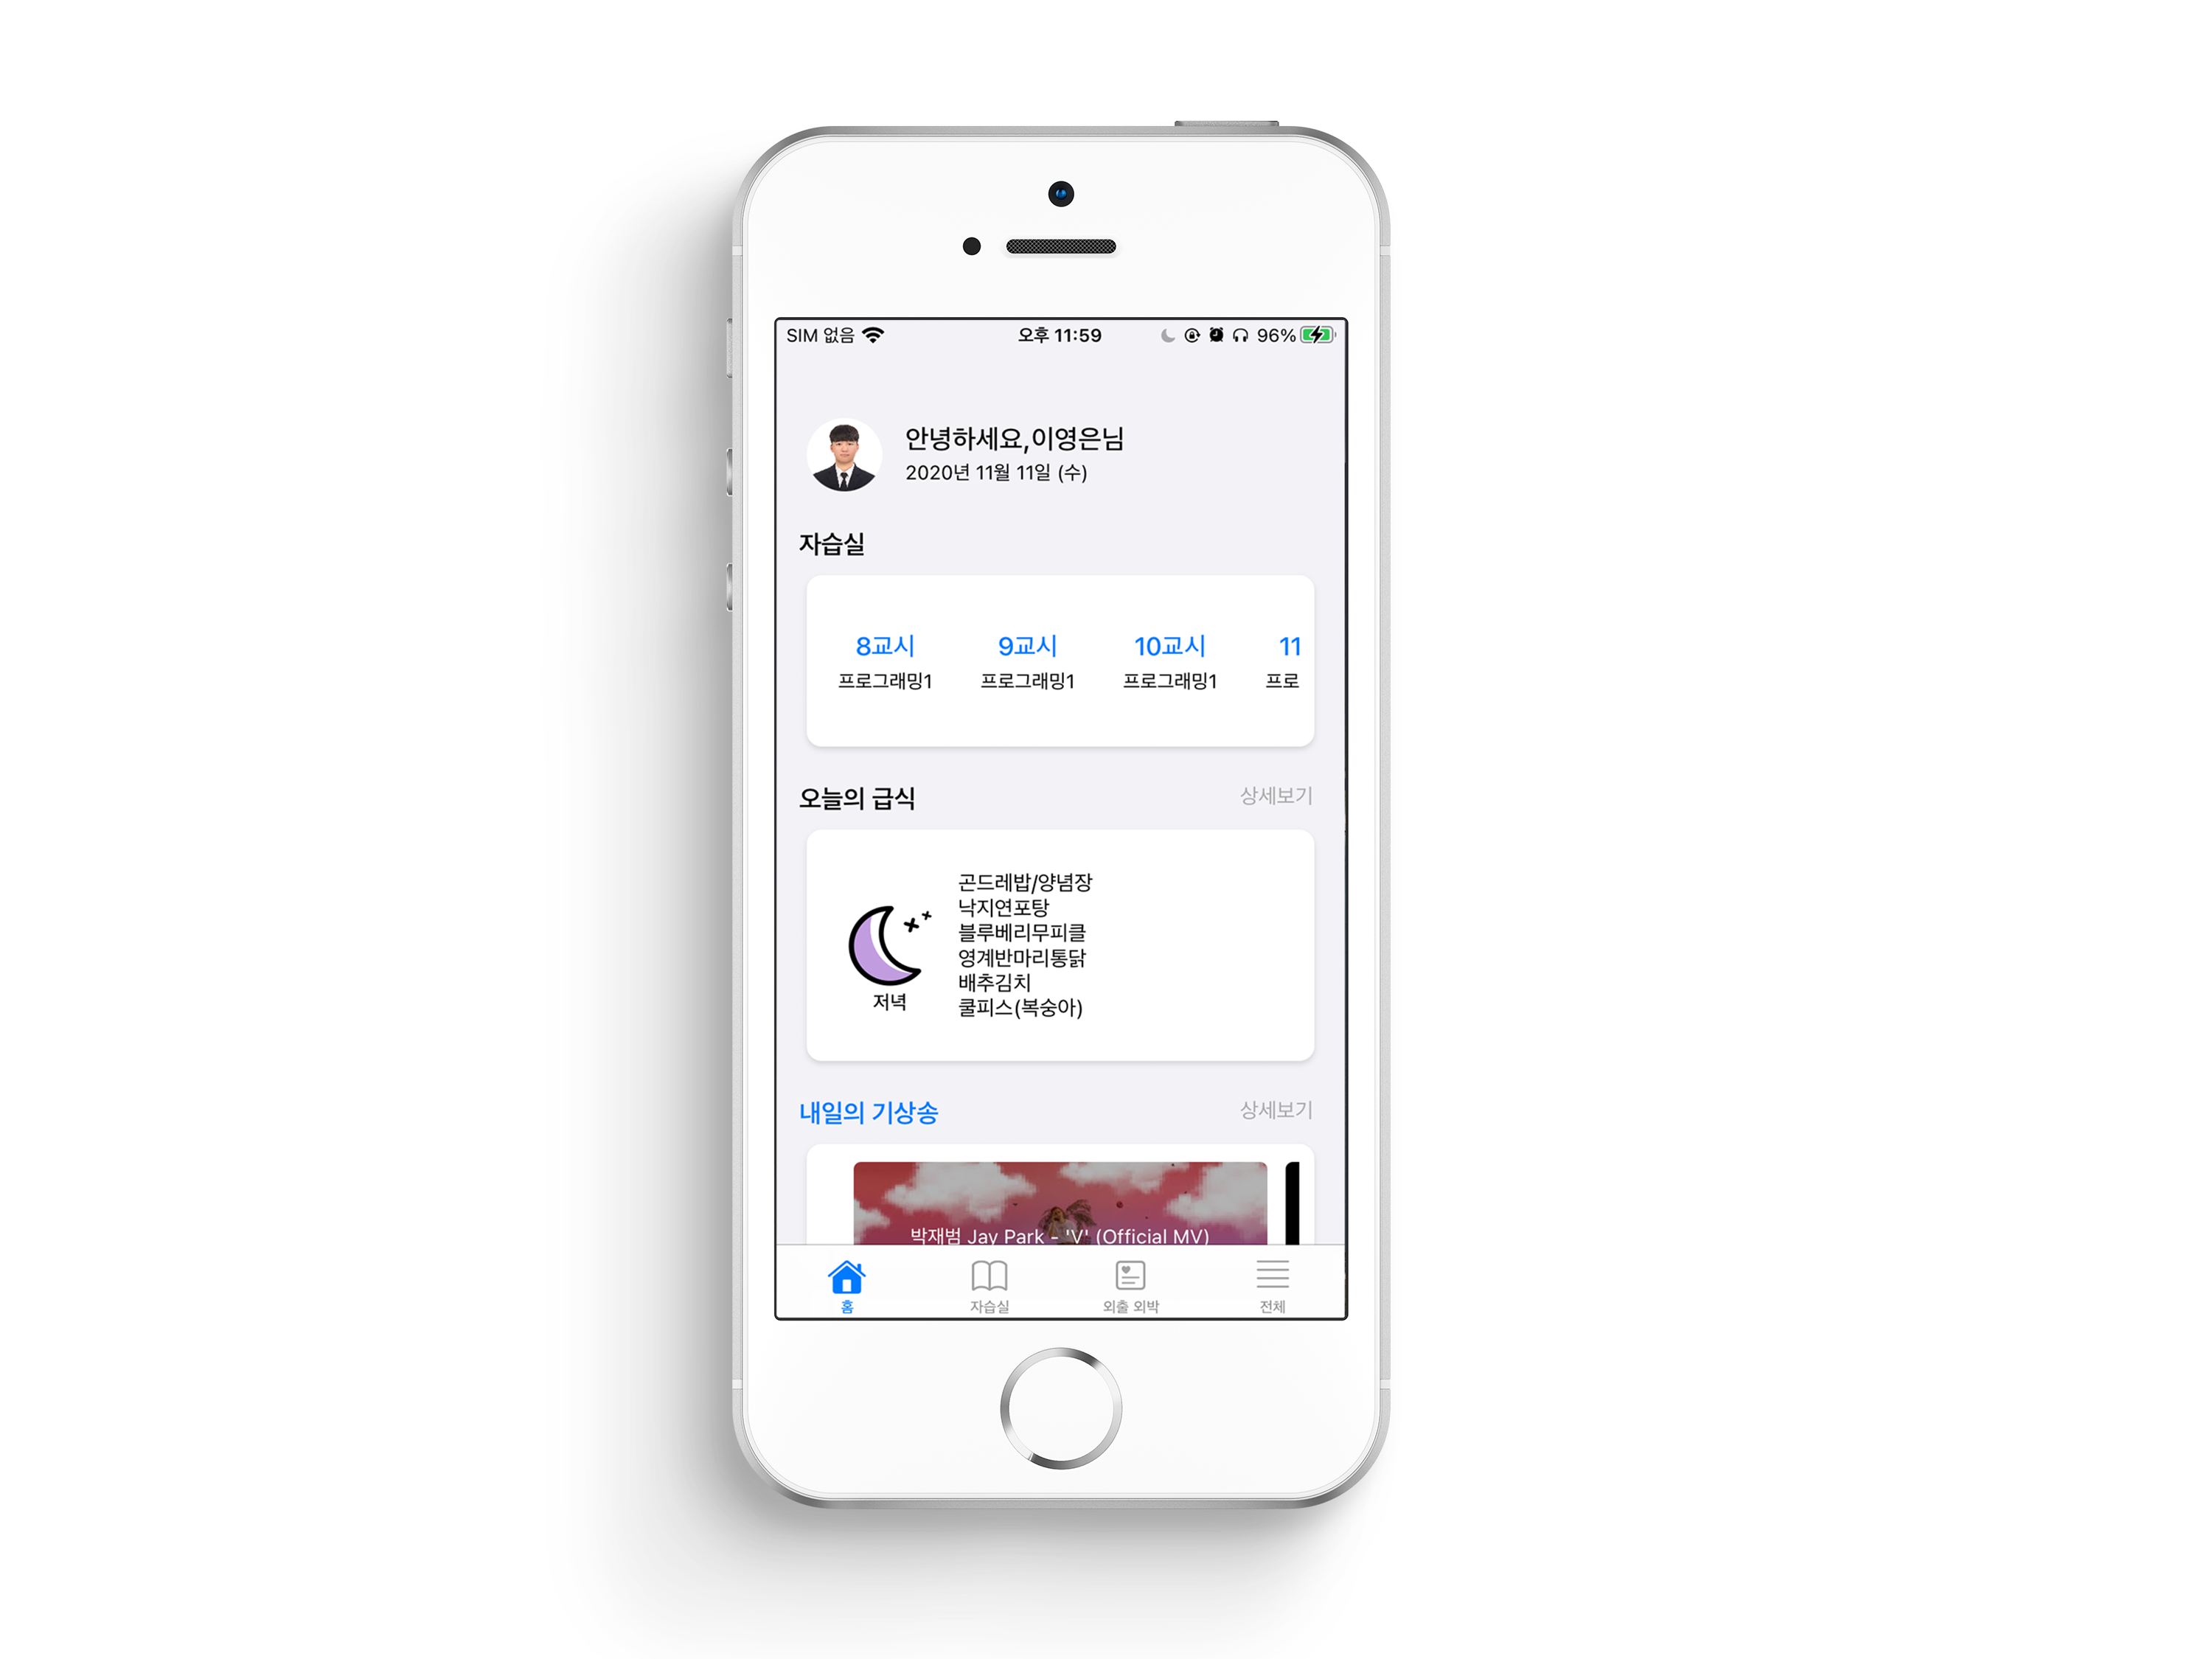 SIM 없음 오후 11:59 96%
안녕하세요,이영은님
2020년 11월 11일 (수)
자습실
8교시 9교시 10교시 11
프로그래밍1 프로그래밍1 프로그래밍1 프로
오늘의 급식 상세보기
곤드레밥/양념장
낙지연포탕
블루베리무피클
영계반마리통닭
배추김치
쿨피스(복숭아)
저녁
내일의 기상송 상세보기
박재범 Jay Park - 'V' (Official MV)
홈 자습실 외출 외박 전체